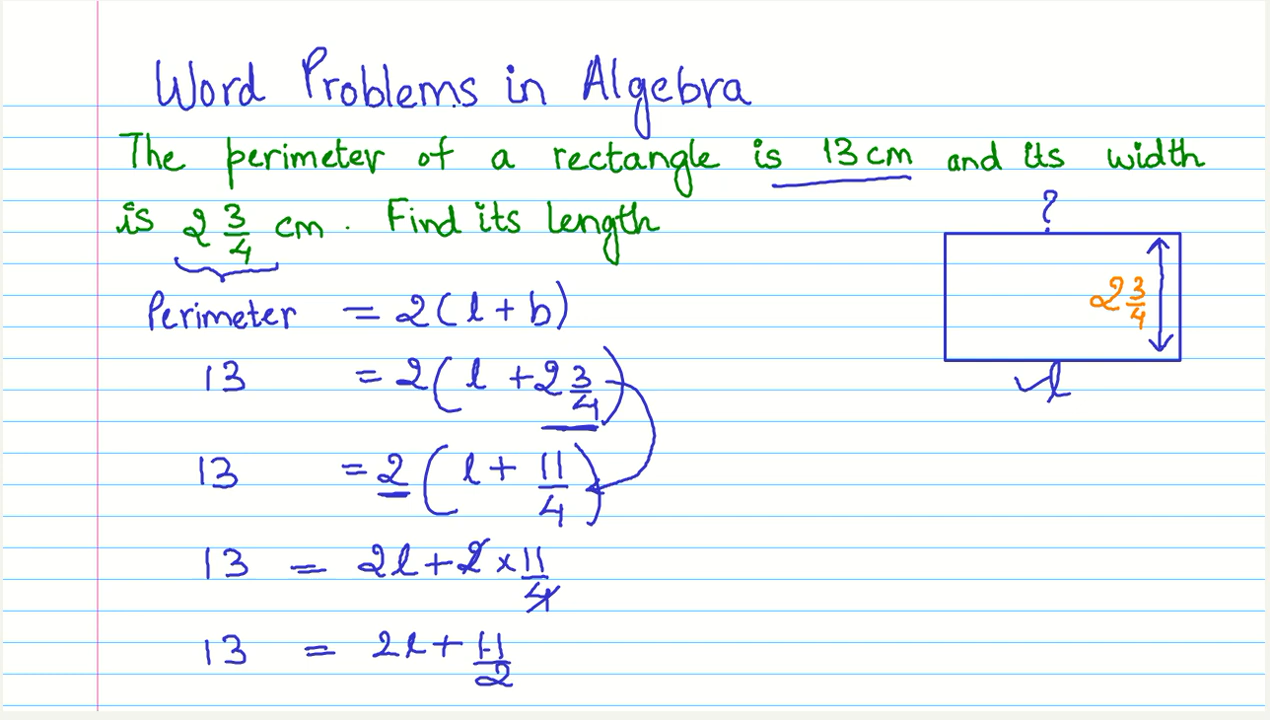 Word Problems in Algebra
The perimeter of a rectangle is 13 cm and its width
is 2 3/4 cm. Find its length
?
2 3/4
l
Perimeter = 2(l + b)
13 = 2(l + 2 3/4)
13 = 2(l + 11/4)
13 = 2l + 2 × 11/4
13 = 2l + 11/2